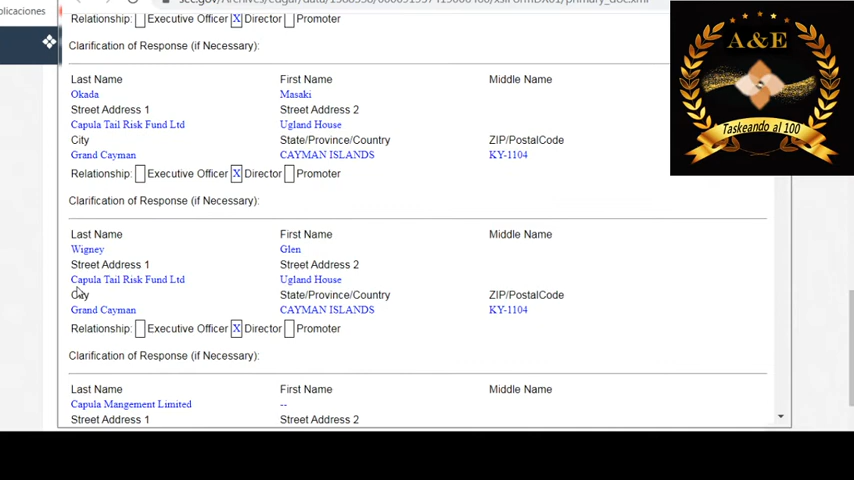 plicaciones
sec.gov/Archives/edgar/data/
Relationship: Executive Officer X Director Promoter
Clarification of Response (if Necessary):
Last Name First Name Middle Name
Okada Masaki
Street Address 1 Street Address 2
Capula Tail Risk Fund Ltd Ugland House
City State/Province/Country ZIP/PostalCode
Grand Cayman CAYMAN ISLANDS KY-1104
Relationship: Executive Officer X Director Promoter
Clarification of Response (if Necessary):
Last Name First Name Middle Name
Wigney Glen
Street Address 1 Street Address 2
Capula Tail Risk Fund Ltd Ugland House
City State/Province/Country ZIP/PostalCode
Grand Cayman CAYMAN ISLANDS KY-1104
Relationship: Executive Officer X Director Promoter
Clarification of Response (if Necessary):
Last Name First Name Middle Name
Capula Mangement Limited --
Street Address 1 Street Address 2
A&E
Taskeando al 100